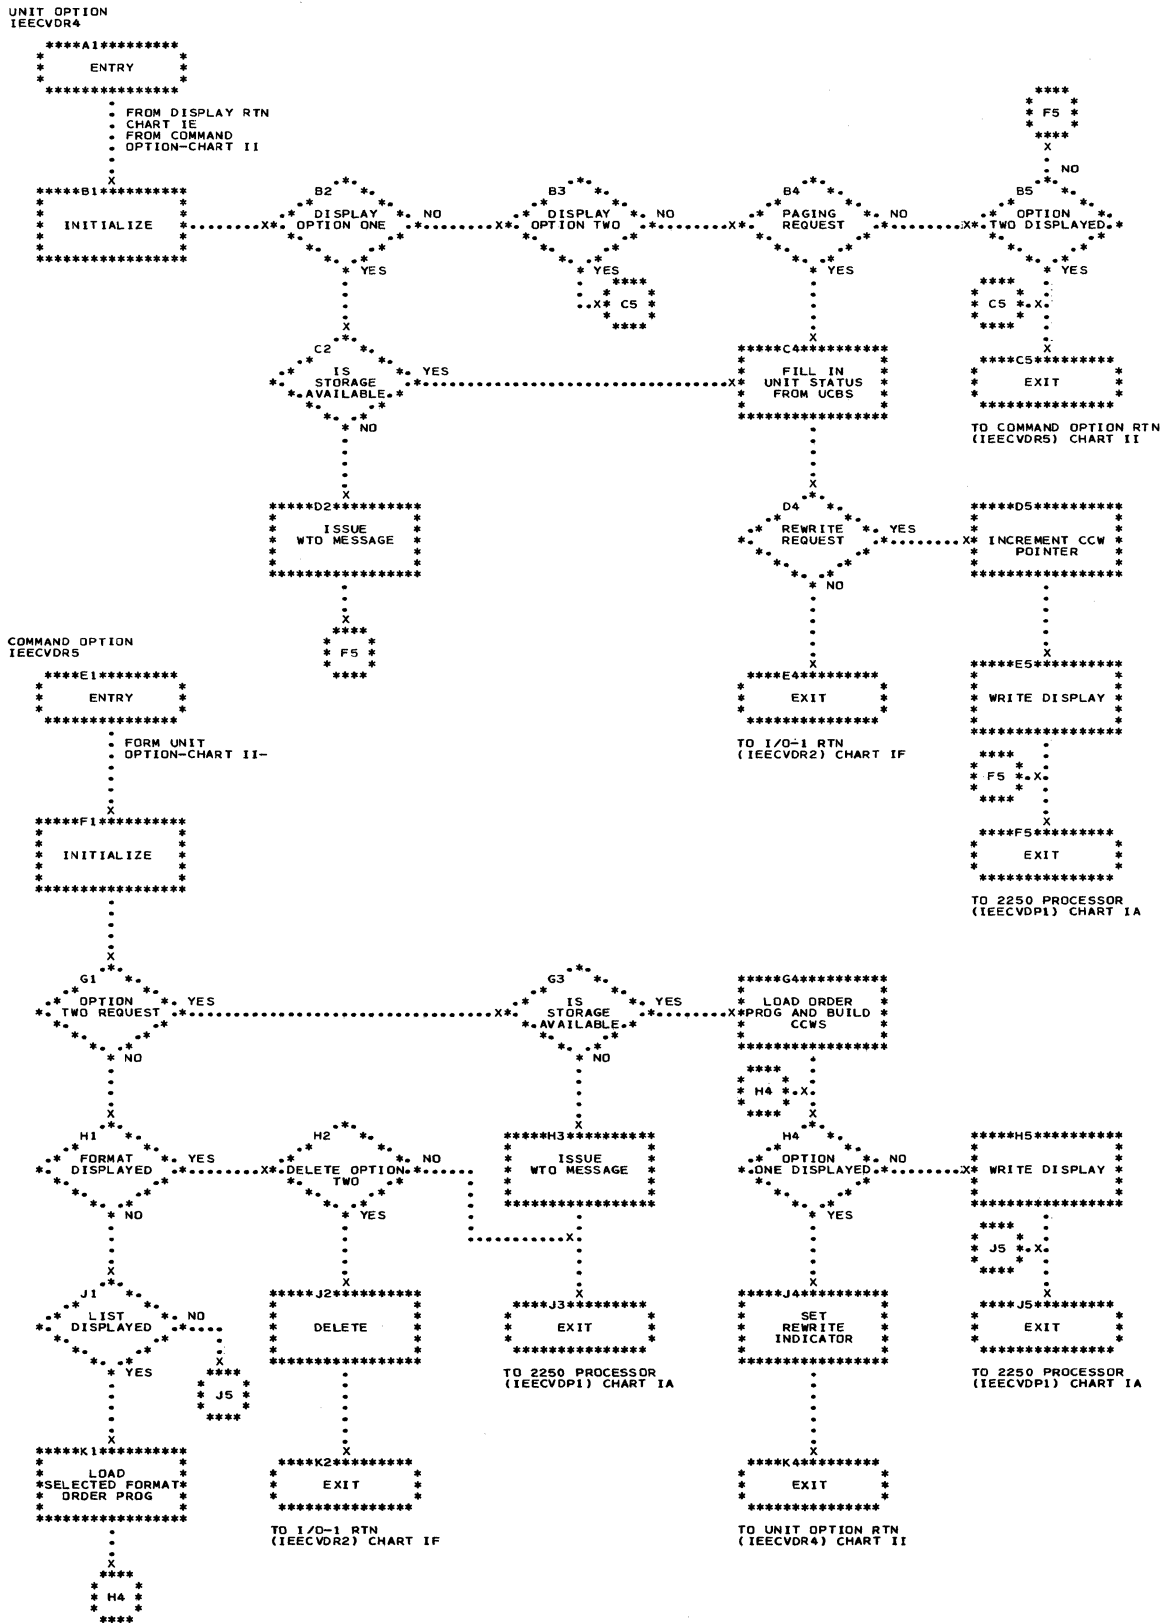 UNIT OPTION
IEECVDR4
****A1*********
ENTRY
FROM DISPLAY RTN
CHART IE
FROM COMMAND
OPTION-CHART II
F5
NO
*****B1**********
INITIALIZE
B2
DISPLAY
OPTION ONE
NO
YES
B3
DISPLAY
OPTION TWO
NO
YES
C5
B4
PAGING
REQUEST
NO
YES
B5
OPTION
TWO DISPLAYED
YES
C5
C2
IS
STORAGE
AVAILABLE
YES
NO
*****C4**********
FILL IN
UNIT STATUS
FROM UCBS
****C5*********
EXIT
TO COMMAND OPTION RTN
(IEECVDR5) CHART II
*****D2**********
ISSUE
WTO MESSAGE
F5
D4
REWRITE
REQUEST
YES
NO
*****D5**********
INCREMENT CCW
POINTER
COMMAND OPTION
IEECVDR5
****E1*********
ENTRY
FORM UNIT
OPTION-CHART II-
****E4*********
EXIT
TO I/O-1 RTN
(IEECVDR2) CHART IF
*****E5**********
WRITE DISPLAY
F5
*****F1**********
INITIALIZE
****F5*********
EXIT
TO 2250 PROCESSOR
(IEECVDP1) CHART IA
G1
OPTION
TWO REQUEST
YES
NO
G3
IS
STORAGE
AVAILABLE
YES
NO
*****G4**********
LOAD ORDER
PROG AND BUILD
CCWS
H4
H1
FORMAT
DISPLAYED
YES
NO
H2
DELETE OPTION
TWO
NO
YES
*****H3**********
ISSUE
WTO MESSAGE
H4
OPTION
ONE DISPLAYED
NO
YES
*****H5**********
WRITE DISPLAY
J5
J1
LIST
DISPLAYED
NO
YES
J5
*****J2**********
DELETE
****J3*********
EXIT
TO 2250 PROCESSOR
(IEECVDP1) CHART IA
*****J4**********
SET
REWRITE
INDICATOR
****J5*********
EXIT
TO 2250 PROCESSOR
(IEECVDP1) CHART IA
*****K1**********
LOAD
SELECTED FORMAT
ORDER PROG
H4
****K2*********
EXIT
TO I/O-1 RTN
(IEECVDR2) CHART IF
****K4*********
EXIT
TO UNIT OPTION RTN
(IEECVDR4) CHART II